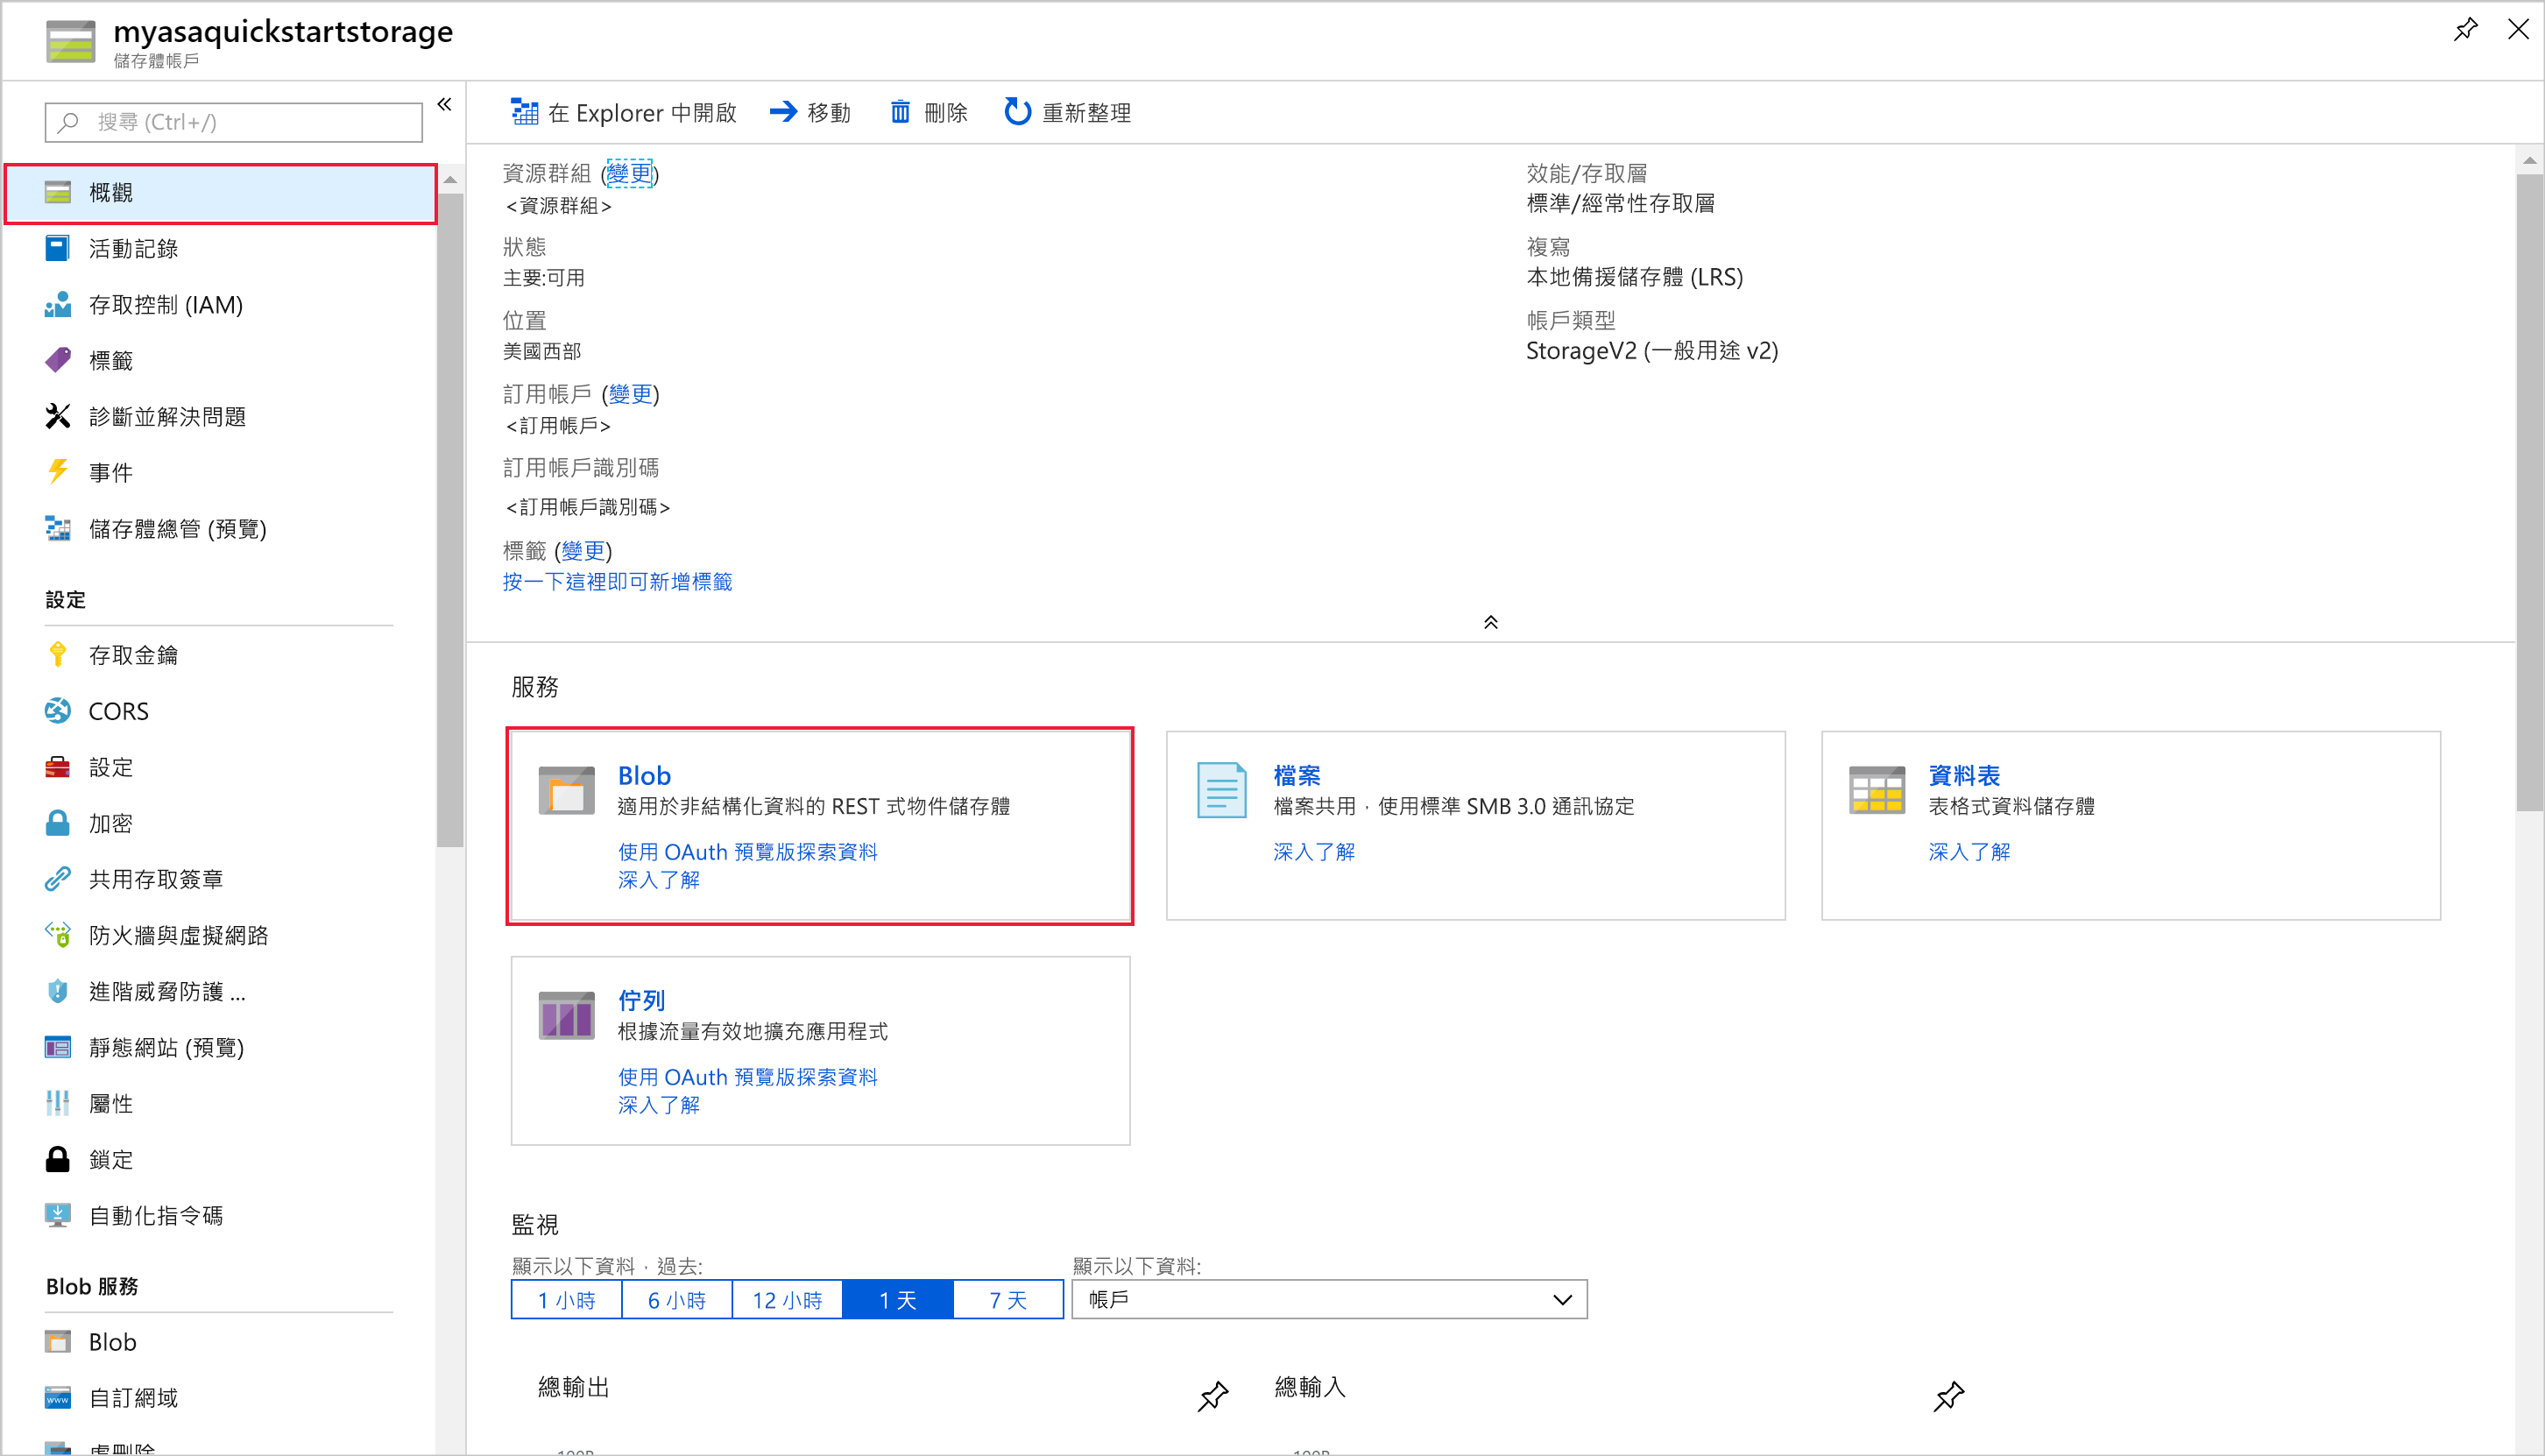 myasaquickstartstorage
儲存體帳戶
搜尋 (Ctrl+/)
概觀
活動記錄
存取控制 (IAM)
標籤
診斷並解決問題
事件
儲存體總管 (預覽)
設定
存取金鑰
CORS
設定
加密
共用存取簽章
防火牆與虛擬網路
進階威脅防護 ...
靜態網站 (預覽)
屬性
鎖定
自動化指令碼
Blob 服務
Blob
自訂網域
虛刪除
在 Explorer 中開啟
移動
刪除
重新整理
資源群組 (變更)
<資源群組>
狀態
主要:可用
位置
美國西部
訂用帳戶 (變更)
<訂用帳戶>
訂用帳戶識別碼
<訂用帳戶識別碼>
標籤 (變更)
按一下這裡即可新增標籤
效能/存取層
標準/經常性存取層
複寫
本地備援儲存體 (LRS)
帳戶類型
StorageV2 (一般用途 v2)
服務
Blob
適用於非結構化資料的 REST 式物件儲存體
使用 OAuth 預覽版探索資料
深入了解
檔案
檔案共用，使用標準 SMB 3.0 通訊協定
深入了解
資料表
表格式資料儲存體
深入了解
佇列
根據流量有效地擴充應用程式
使用 OAuth 預覽版探索資料
深入了解
監視
顯示以下資料，過去:
1 小時
6 小時
12 小時
1 天
7 天
顯示以下資料:
帳戶
總輸出
總輸入
100B
100B